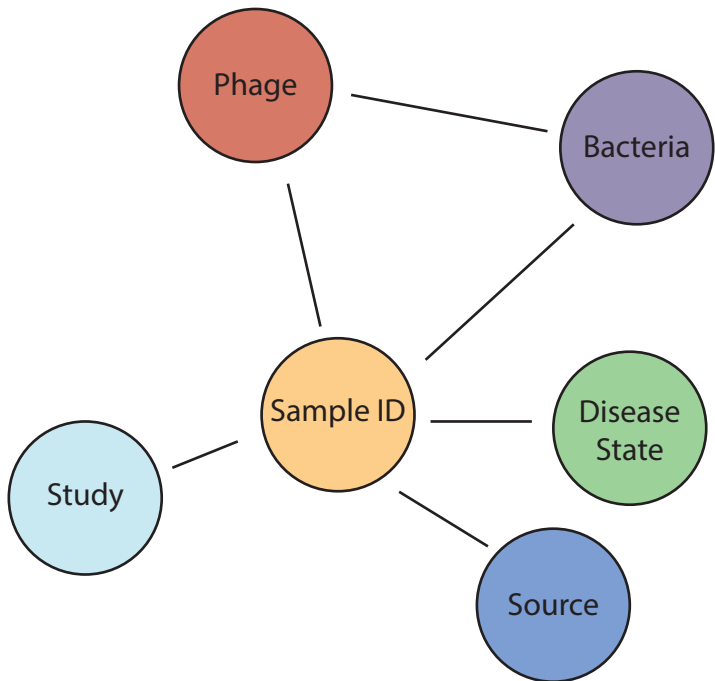 Phage
Bacteria
Sample ID
Disease
State
Study
Source